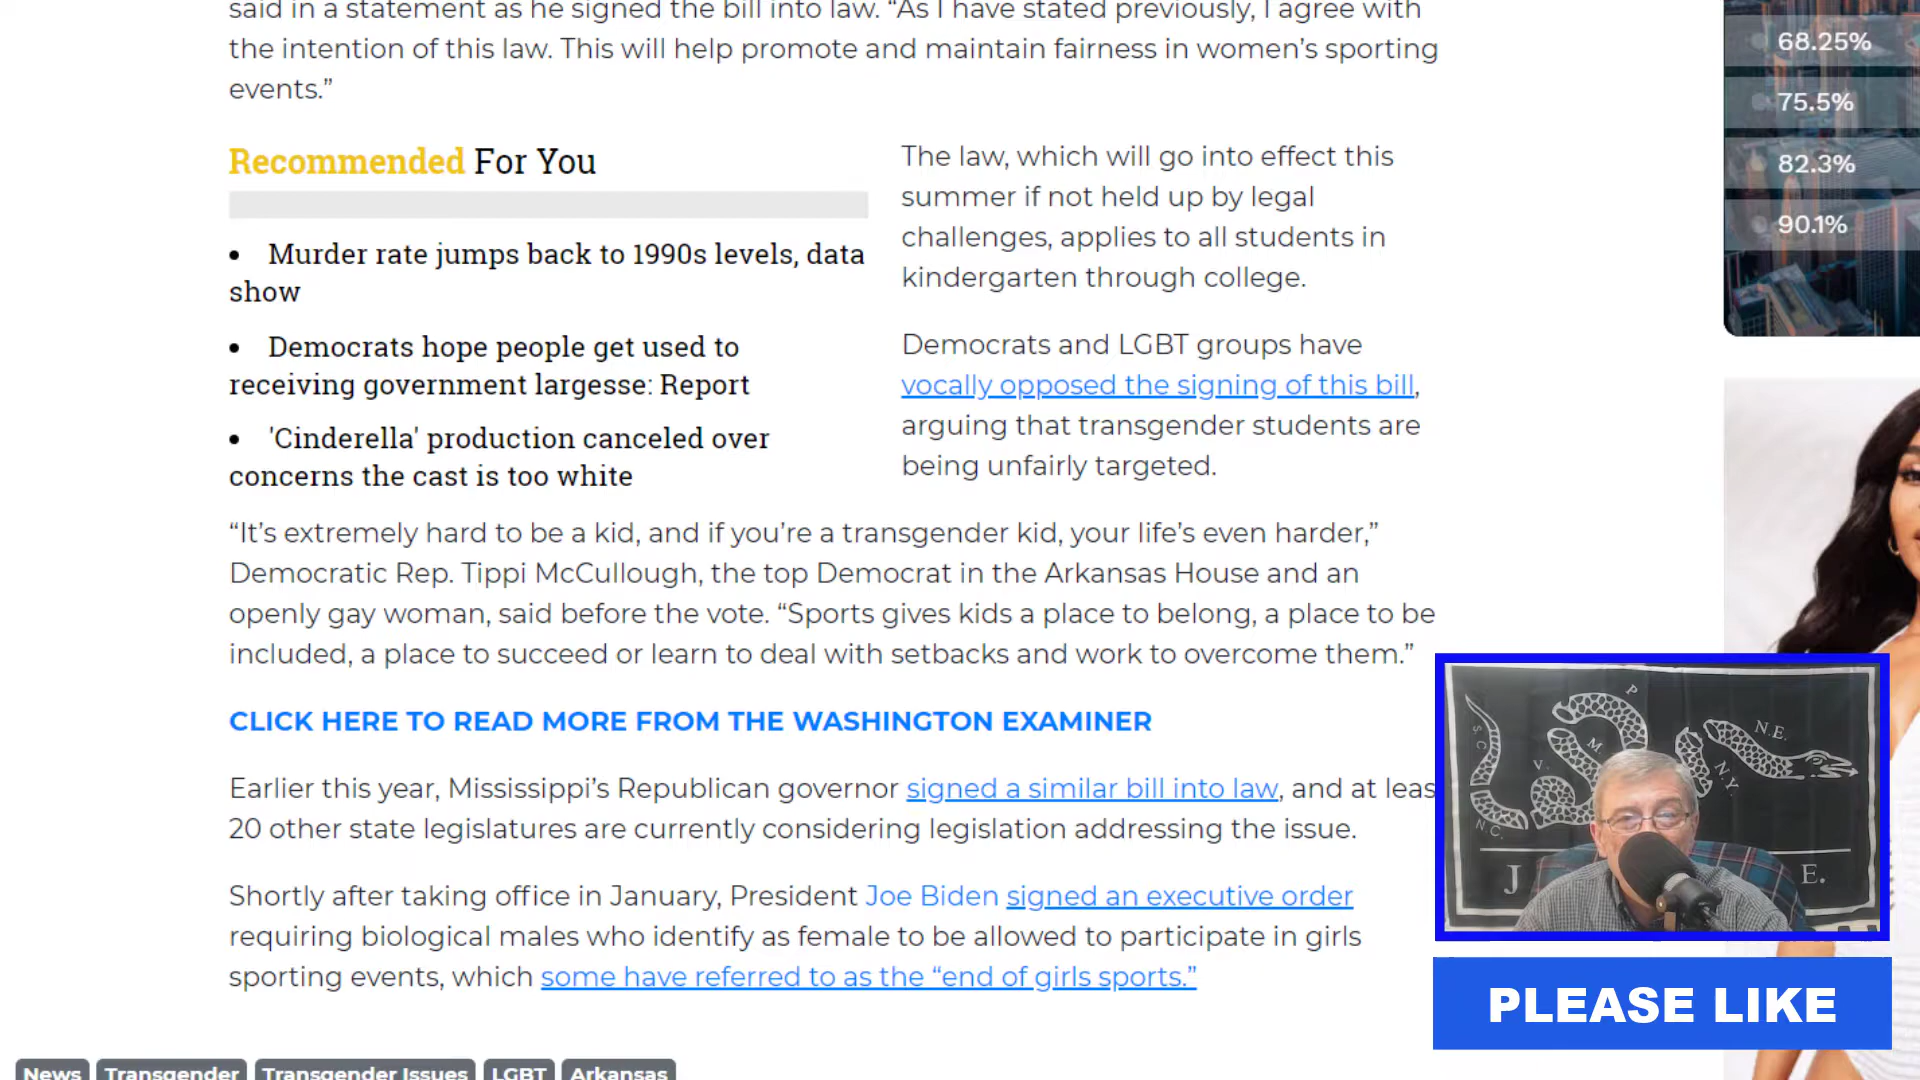 said in a statement as he signed the bill into law. “As I have stated previously, I agree with
the intention of this law. This will help promote and maintain fairness in women’s sporting
events.”
Recommended For You
• Murder rate jumps back to 1990s levels, data
show
• Democrats hope people get used to
receiving government largesse: Report
• 'Cinderella' production canceled over
concerns the cast is too white
The law, which will go into effect this
summer if not held up by legal
challenges, applies to all students in
kindergarten through college.
Democrats and LGBT groups have
vocally opposed the signing of this bill,
arguing that transgender students are
being unfairly targeted.
“It’s extremely hard to be a kid, and if you’re a transgender kid, your life’s even harder,”
Democratic Rep. Tippi McCullough, the top Democrat in the Arkansas House and an
openly gay woman, said before the vote. “Sports gives kids a place to belong, a place to be
included, a place to succeed or learn to deal with setbacks and work to overcome them.”
CLICK HERE TO READ MORE FROM THE WASHINGTON EXAMINER
Earlier this year, Mississippi’s Republican governor signed a similar bill into law, and at leas
20 other state legislatures are currently considering legislation addressing the issue.
Shortly after taking office in January, President Joe Biden signed an executive order
requiring biological males who identify as female to be allowed to participate in girls
sporting events, which some have referred to as the “end of girls sports.”
News Transgender Transgender Issues LGBT Arkansas
68.25%
75.5%
82.3%
90.1%
S.C.
N.C.
V.
M.
P
N.Y.
N.E.
J
E.
PLEASE LIKE